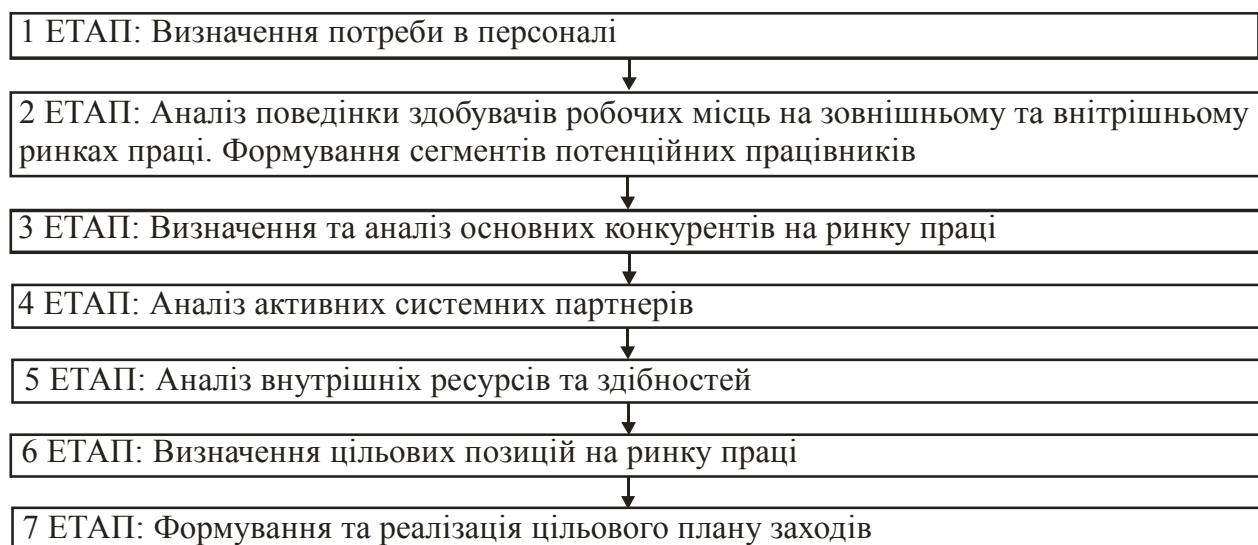 1 ЕТАП: Визначення потреби в персоналі
2 ЕТАП: Аналіз поведінки здобувачів робочих місць на зовнішньому та внітрішньому
ринках праці. Формування сегментів потенційних працівників
3 ЕТАП: Визначення та аналіз основних конкурентів на ринку праці
4 ЕТАП: Аналіз активних системних партнерів
5 ЕТАП: Аналіз внутрішніх ресурсів та здібностей
6 ЕТАП: Визначення цільових позицій на ринку праці
7 ЕТАП: Формування та реалізація цільового плану заходів